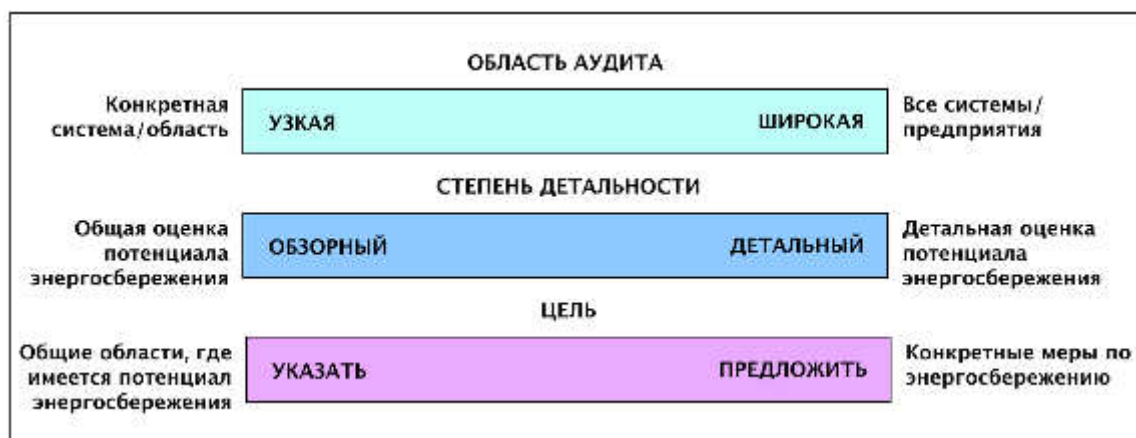 ОБЛАСТЬ АУДИТА
Конкретная
система/область
УЗКАЯ
ШИРОКАЯ
Все системы/
предприятия
СТЕПЕНЬ ДЕТАЛЬНОСТИ
Общая оценка
потенциала
энергосбережения
ОБЗОРНЫЙ
ДЕТАЛЬНЫЙ
Детальная оценка
потенциала
энергосбережения
ЦЕЛЬ
Общие области, где
имеется потенциал
энергосбережения
УКАЗАТЬ
ПРЕДЛОЖИТЬ
Конкретные меры по
энергосбережению